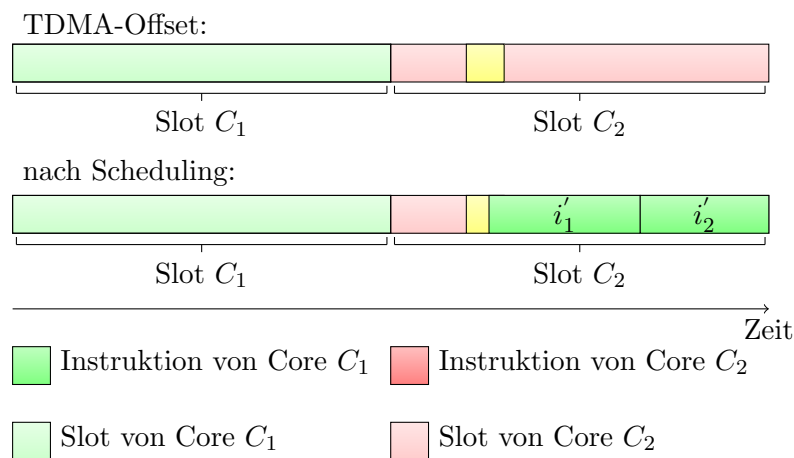 TDMA-Offset:
Slot C₁ Slot C₂
nach Scheduling:
i₁′ i₂′
Slot C₁ Slot C₂
Zeit
Instruktion von Core C₁ Instruktion von Core C₂
Slot von Core C₁ Slot von Core C₂